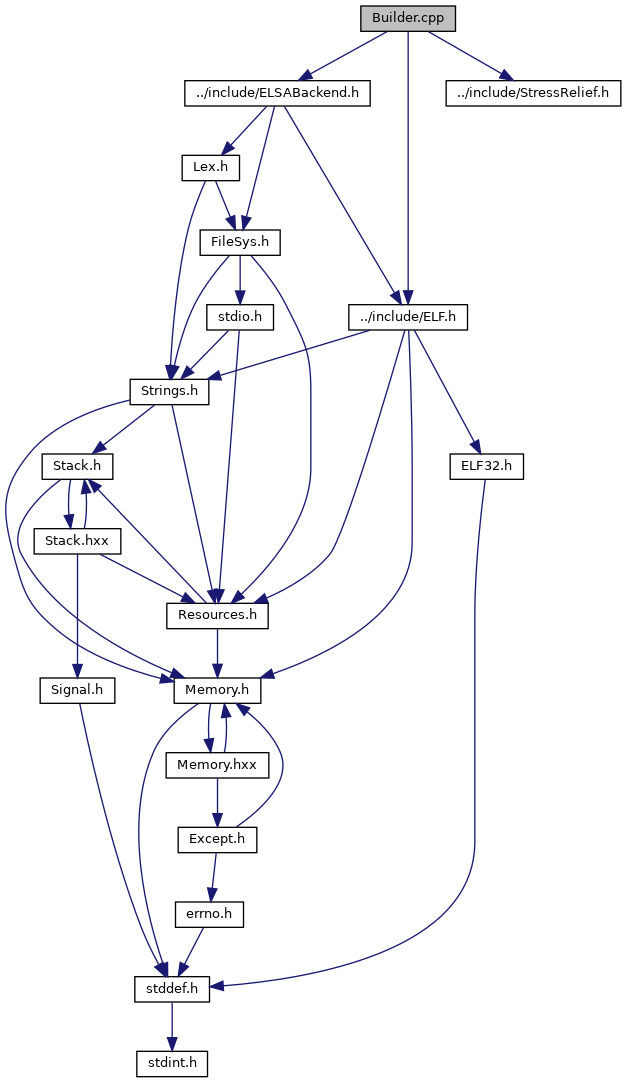 Builder.cpp
../include/ELSABackend.h
../include/StressRelief.h
Lex.h
FileSys.h
stdio.h
../include/ELF.h
Strings.h
Stack.h
ELF32.h
Stack.hxx
Resources.h
Signal.h
Memory.h
Memory.hxx
Except.h
errno.h
stddef.h
stdint.h